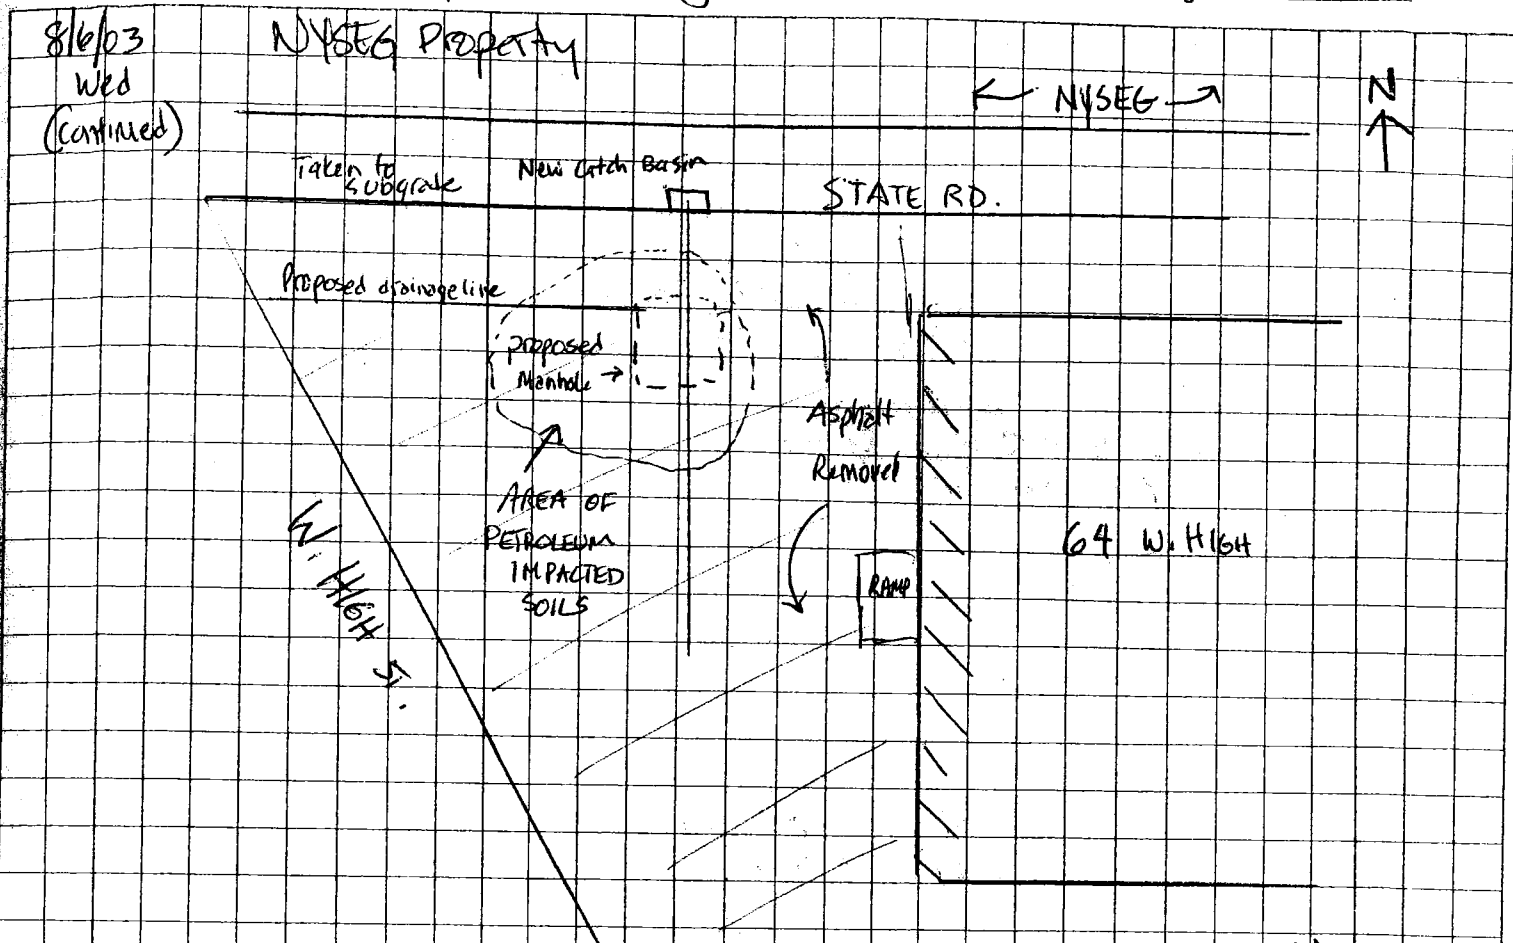 8/6/03
Wed
(Continued)
NYSEG Property
NYSEG
N
Taken to
subgrade
New Catch Basin
STATE RD.
Proposed drainage line
proposed
Manhole
Asphalt
Removed
AREA OF
PETROLEUM
IMPACTED
SOILS
W. HIGH St.
RAMP
64 W. HIGH